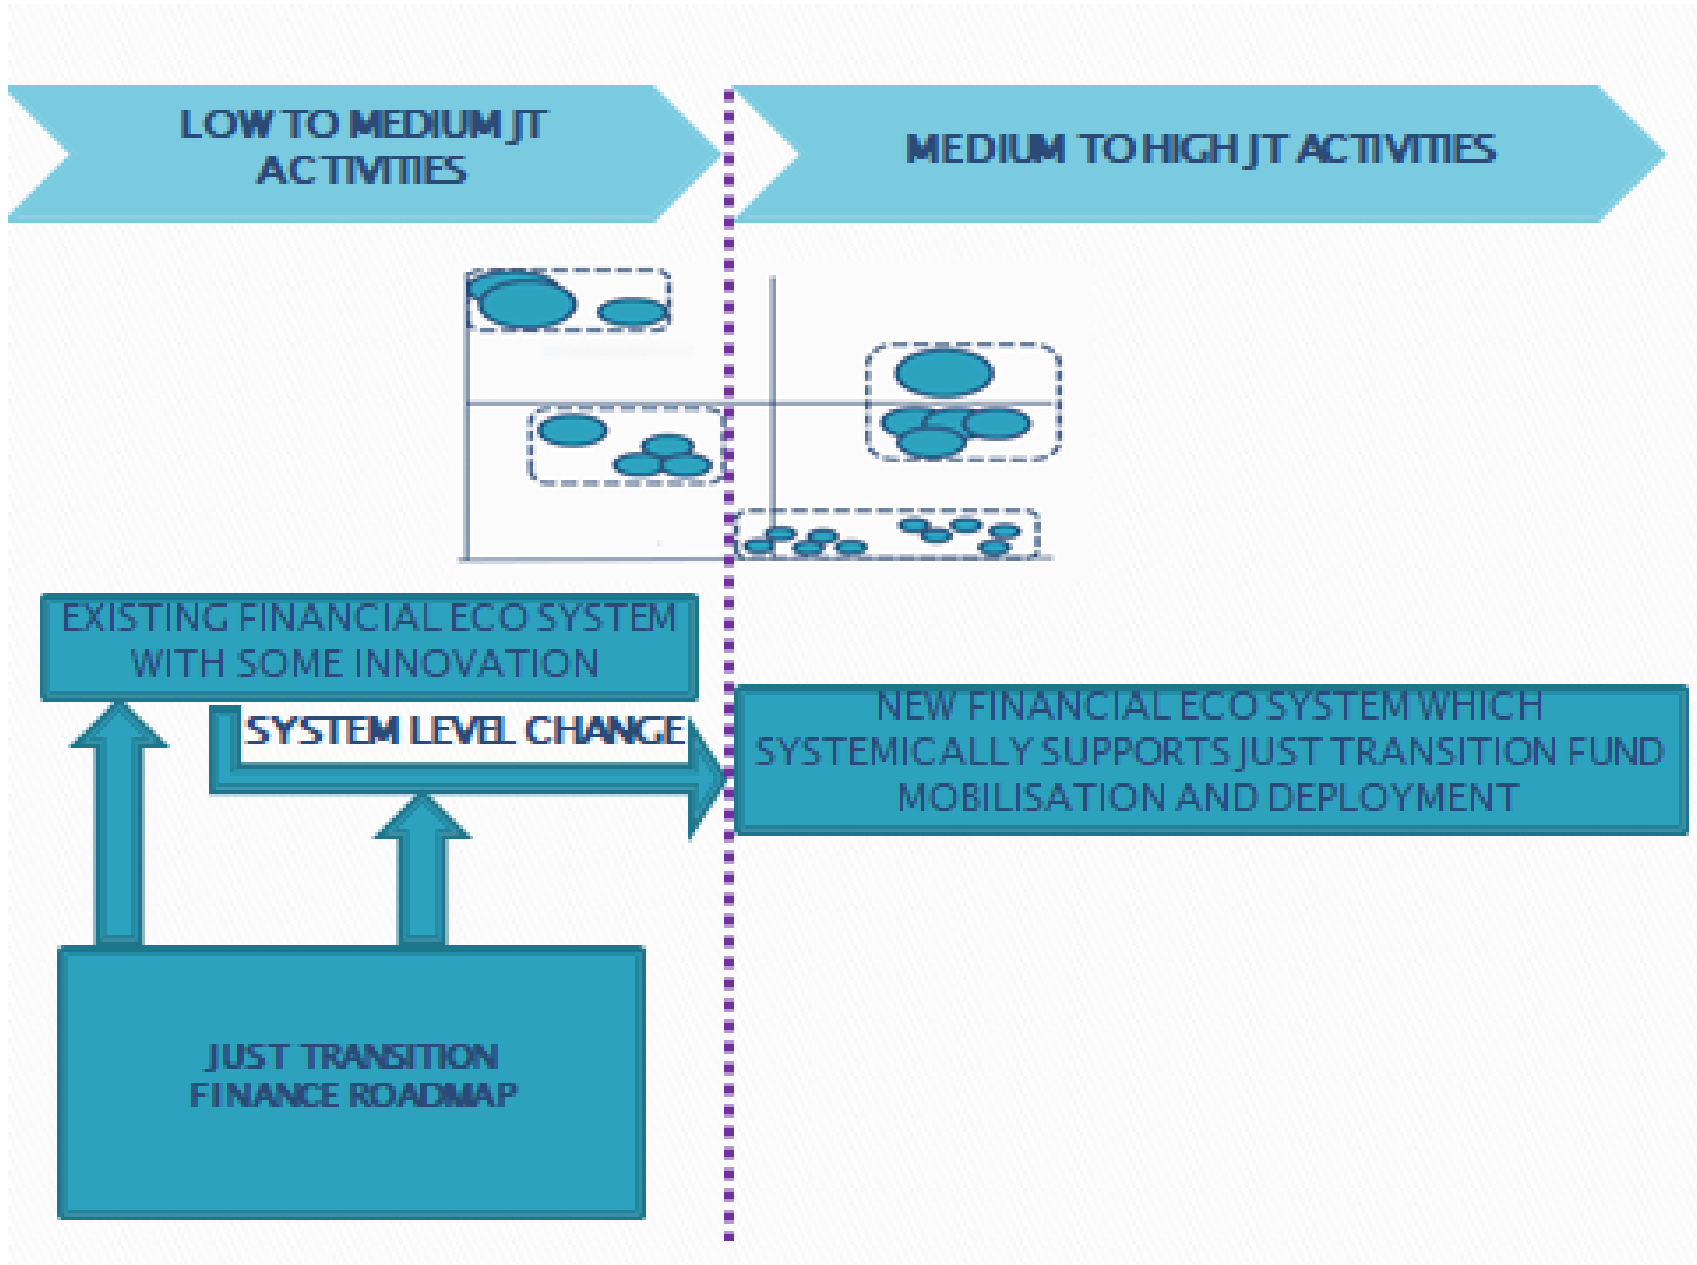 LOW TO MEDIUM JT
ACTIVITIES
MEDIUM TO HIGH JT ACTIVITIES
EXISTING FINANCIAL ECO SYSTEM
WITH SOME INNOVATION
SYSTEM LEVEL CHANGE
NEW FINANCIAL ECO SYSTEM WHICH
SYSTEMICALLY SUPPORTS JUST TRANSITION FUND
MOBILISATION AND DEPLOYMENT
JUST TRANSITION
FINANCE ROADMAP